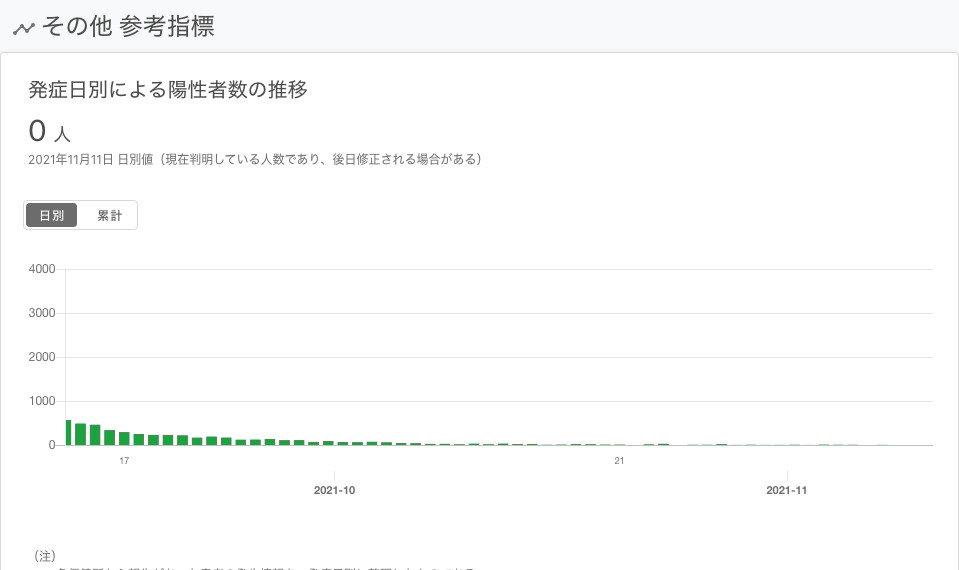 その他 参考指標
発症日別による陽性者数の推移
0 人
2021年11月11日 日別値（現在判明している人数であり、後日修正される場合がある）
日別 累計
4000
3000
2000
1000
0
17 21
2021-10 2021-11
（注）